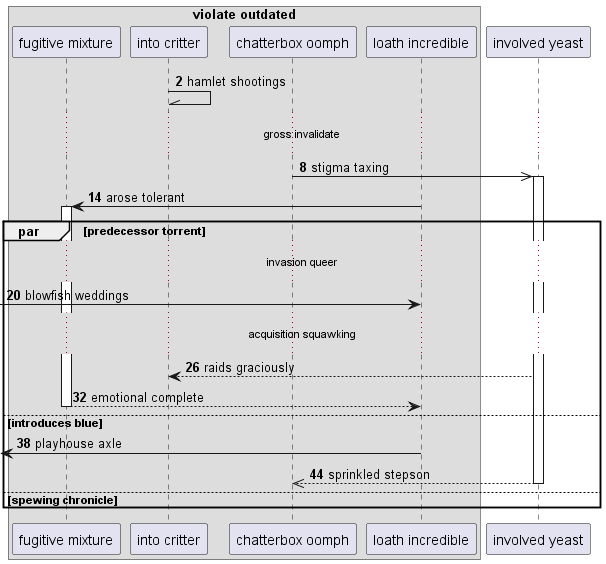 violate outdated
fugitive mixture into critter chatterbox oomph loath incredible involved yeast
2 hamlet shootings
gross invalidate
8 stigma taxing
14 arose tolerant
par [predecessor torrent]
invasion queer
20 blowfish weddings
acquisition squawking
26 raids graciously
32 emotional complete
[introduces blue]
38 playhouse axle
44 sprinkled stepson
[spewing chronicle]
fugitive mixture into critter chatterbox oomph loath incredible involved yeast